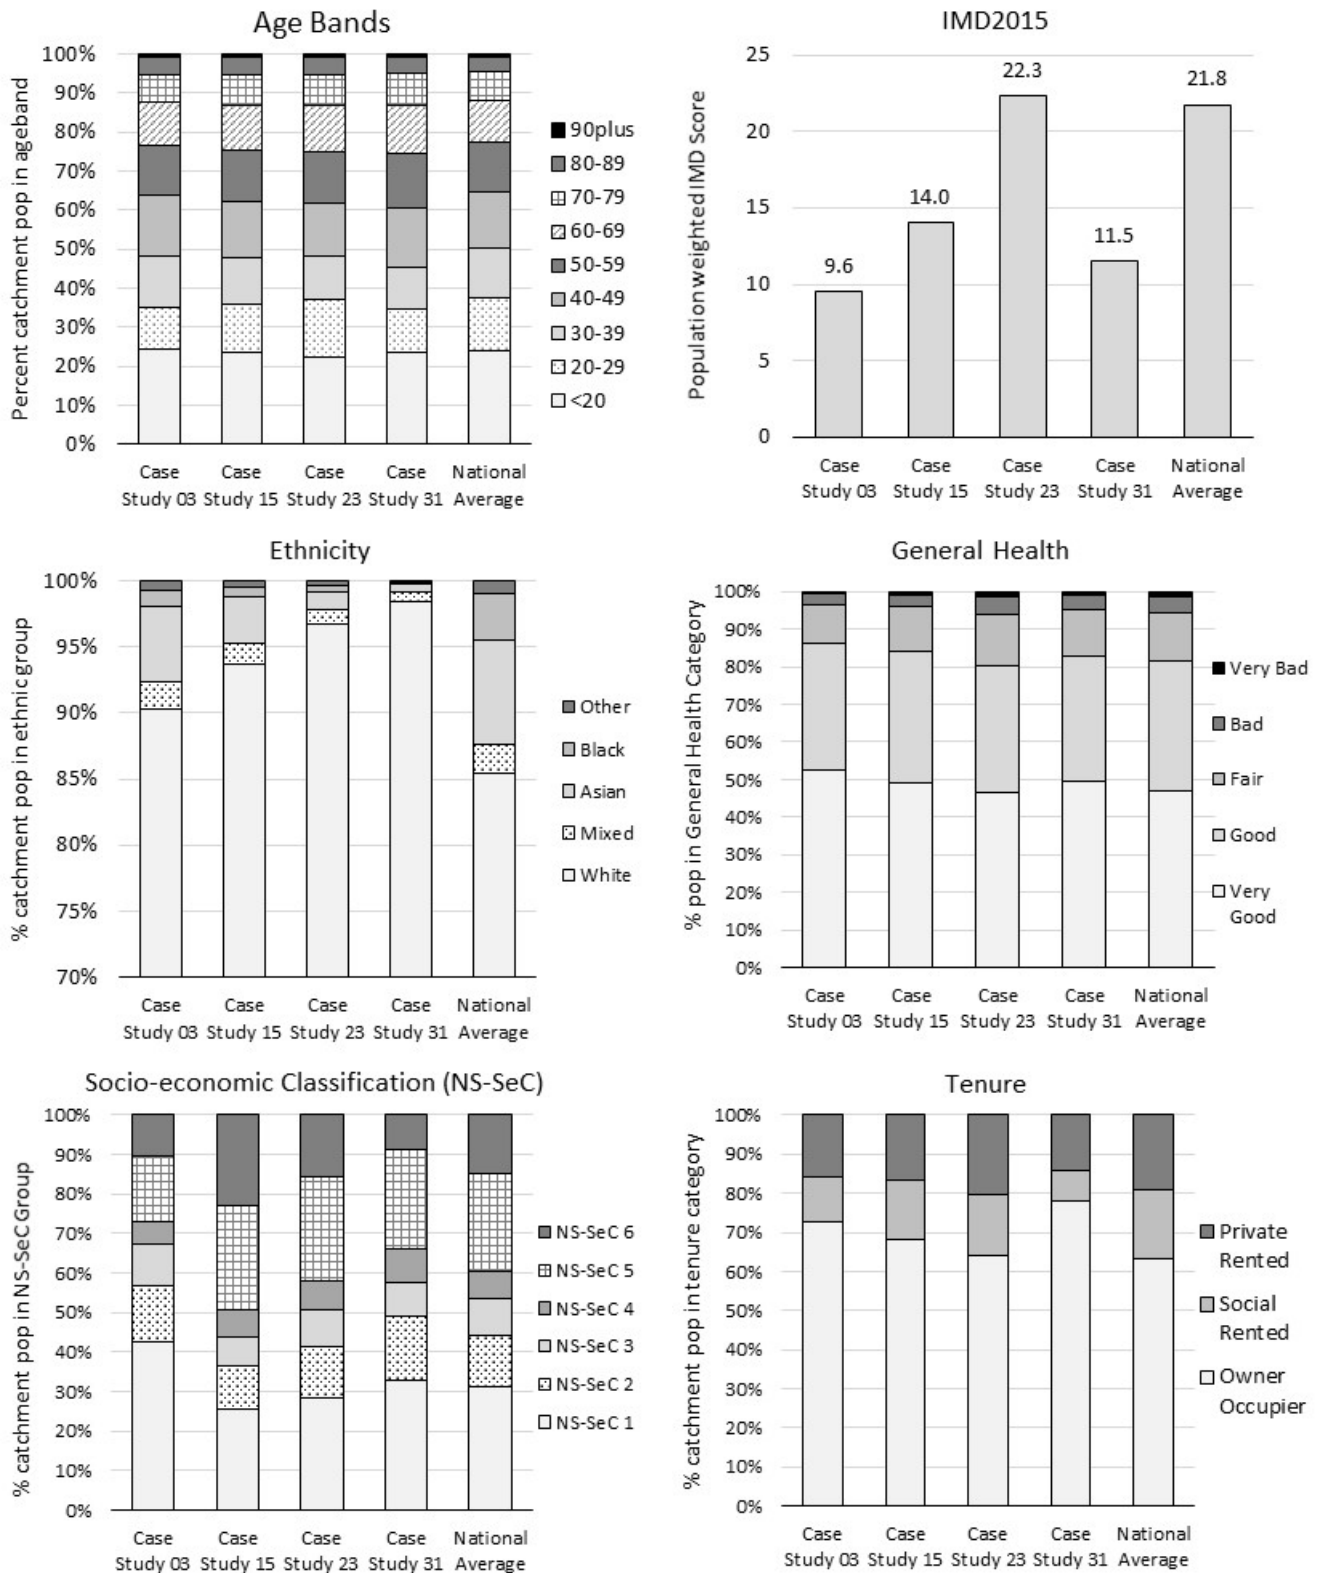 Age Bands
Percent catchment pop in ageband
100%
90%
80%
70%
60%
50%
40%
30%
20%
10%
0%
90plus
80-89
70-79
60-69
50-59
40-49
30-39
20-29
<20
Case Case Case Case National
Study 03 Study 15 Study 23 Study 31 Average
IMD2015
Population weighted IMD Score
25
20
15
10
5
0
9.6
14.0
22.3
11.5
21.8
Case Case Case Case National
Study 03 Study 15 Study 23 Study 31 Average
Ethnicity
% catchment pop in ethnic group
100%
95%
90%
85%
80%
75%
70%
Other
Black
Asian
Mixed
White
Case Case Case Case National
Study 03 Study 15 Study 23 Study 31 Average
General Health
% pop in General Health Category
100%
90%
80%
70%
60%
50%
40%
30%
20%
10%
0%
Very Bad
Bad
Fair
Good
Very
Good
Case Case Case Case National
Study 03 Study 15 Study 23 Study 31 Average
Socio-economic Classification (NS-SeC)
% catchment pop in NS-SeC Group
100%
90%
80%
70%
60%
50%
40%
30%
20%
10%
0%
NS-SeC 6
NS-SeC 5
NS-SeC 4
NS-SeC 3
NS-SeC 2
NS-SeC 1
Case Case Case Case National
Study 03 Study 15 Study 23 Study 31 Average
Tenure
% catchment pop in tenure category
100%
90%
80%
70%
60%
50%
40%
30%
20%
10%
0%
Private
Rented
Social
Rented
Owner
Occupier
Case Case Case Case National
Study 03 Study 15 Study 23 Study 31 Average